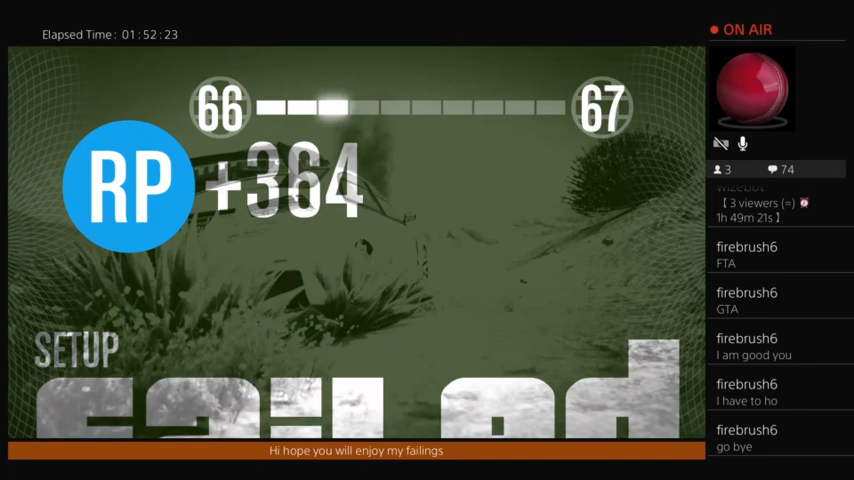 Elapsed Time: 01:52:23
ON AIR
66
67
RP
+364
3
74
wizebot
【 3 viewers (=) ⏰
1h 49m 21s 】
firebrush6
FTA
firebrush6
GTA
firebrush6
I am good you
firebrush6
I have to ho
firebrush6
go bye
SETUP
failed
Hi hope you will enjoy my failings